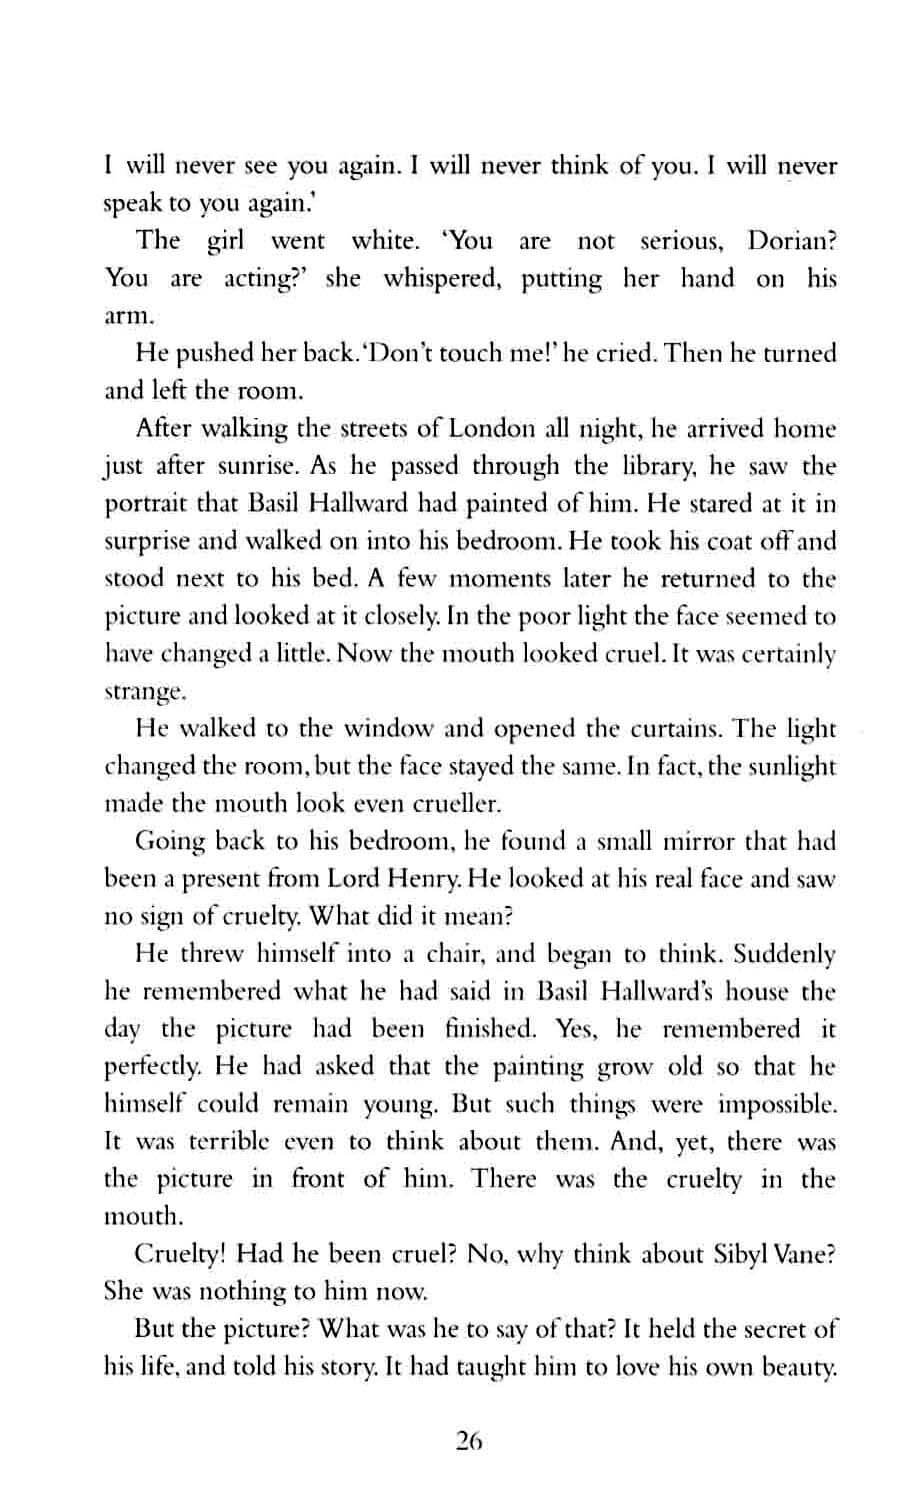 I will never see you again. I will never think of you. I will never
speak to you again.'
The girl went white. 'You are not serious, Dorian?
You are acting?' she whispered, putting her hand on his
arm.
He pushed her back. 'Don't touch me!' he cried. Then he turned
and left the room.
After walking the streets of London all night, he arrived home
just after sunrise. As he passed through the library, he saw the
portrait that Basil Hallward had painted of him. He stared at it in
surprise and walked on into his bedroom. He took his coat off and
stood next to his bed. A few moments later he returned to the
picture and looked at it closely. In the poor light the face seemed to
have changed a little. Now the mouth looked cruel. It was certainly
strange.
He walked to the window and opened the curtains. The light
changed the room, but the face stayed the same. In fact, the sunlight
made the mouth look even crueller.
Going back to his bedroom, he found a small mirror that had
been a present from Lord Henry. He looked at his real face and saw
no sign of cruelty. What did it mean?
He threw himself into a chair, and began to think. Suddenly
he remembered what he had said in Basil Hallward's house the
day the picture had been finished. Yes, he remembered it
perfectly. He had asked that the painting grow old so that he
himself could remain young. But such things were impossible.
It was terrible even to think about them. And, yet, there was
the picture in front of him. There was the cruelty in the
mouth.
Cruelty! Had he been cruel? No, why think about Sibyl Vane?
She was nothing to him now.
But the picture? What was he to say of that? It held the secret of
his life, and told his story. It had taught him to love his own beauty.
26